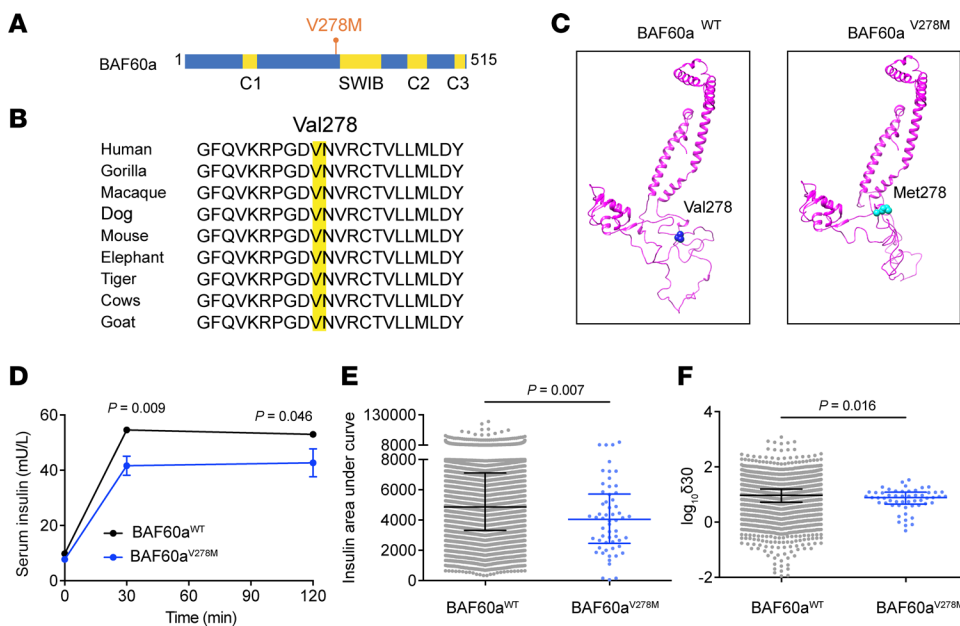 A
V278M
BAF60a
1
515
C1
SWIB
C2
C3
B
Val278
Human GFQVKRPGDVNVRCTVLLMLDY
Gorilla GFQVKRPGDVNVRCTVLLMLDY
Macaque GFQVKRPGDVNVRCTVLLMLDY
Dog GFQVKRPGDVNVRCTVLLMLDY
Mouse GFQVKRPGDVNVRCTVLLMLDY
Elephant GFQVKRPGDVNVRCTVLLMLDY
Tiger GFQVKRPGDVNVRCTVLLMLDY
Cows GFQVKRPGDVNVRCTVLLMLDY
Goat GFQVKRPGDVNVRCTVLLMLDY
C
BAF60a WT
Val278
BAF60a V278M
Met278
D
Serum insulin (mU/L)
60
40
20
0
P = 0.009
P = 0.046
BAF60aWT
BAF60aV278M
0 30 60 90 120
Time (min)
E
Insulin area under curve
P = 0.007
130000
8000
8000
6000
4000
2000
0
BAF60aWT
BAF60aV278M
F
log10δ30
P = 0.016
4
2
0
-2
BAF60aWT
BAF60aV278M